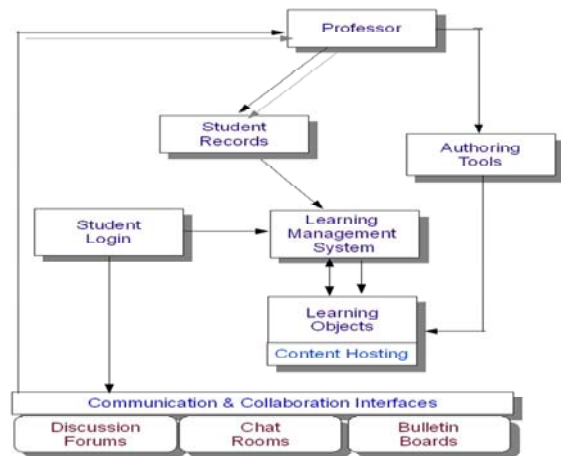 Professor
Student
Records
Authoring
Tools
Student
Login
Learning
Management
System
Learning
Objects
Content Hosting
Communication & Collaboration Interfaces
Discussion
Forums
Chat
Rooms
Bulletin
Boards